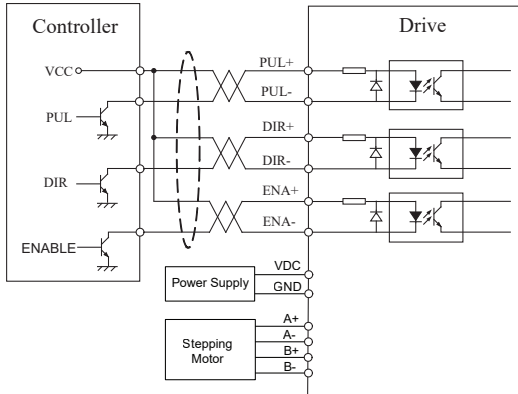 Controller
Drive
VCC
PUL
DIR
ENABLE
PUL+
PUL-
DIR+
DIR-
ENA+
ENA-
Power Supply
VDC
GND
Stepping
Motor
A+
A-
B+
B-